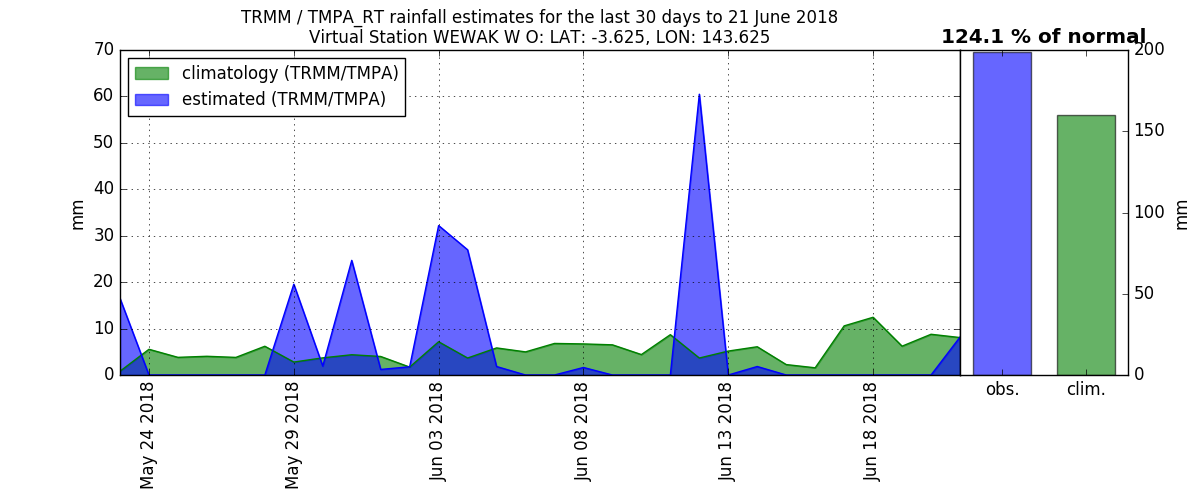 TRMM / TMPA_RT rainfall estimates for the last 30 days to 21 June 2018
Virtual Station WEWAK W O: LAT: -3.625, LON: 143.625
124.1 % of normal
climatology (TRMM/TMPA)
estimated (TRMM/TMPA)
70
60
50
40
30
20
10
0
mm
May 24 2018
May 29 2018
Jun 03 2018
Jun 08 2018
Jun 13 2018
Jun 18 2018
200
150
100
50
0
mm
obs.
clim.